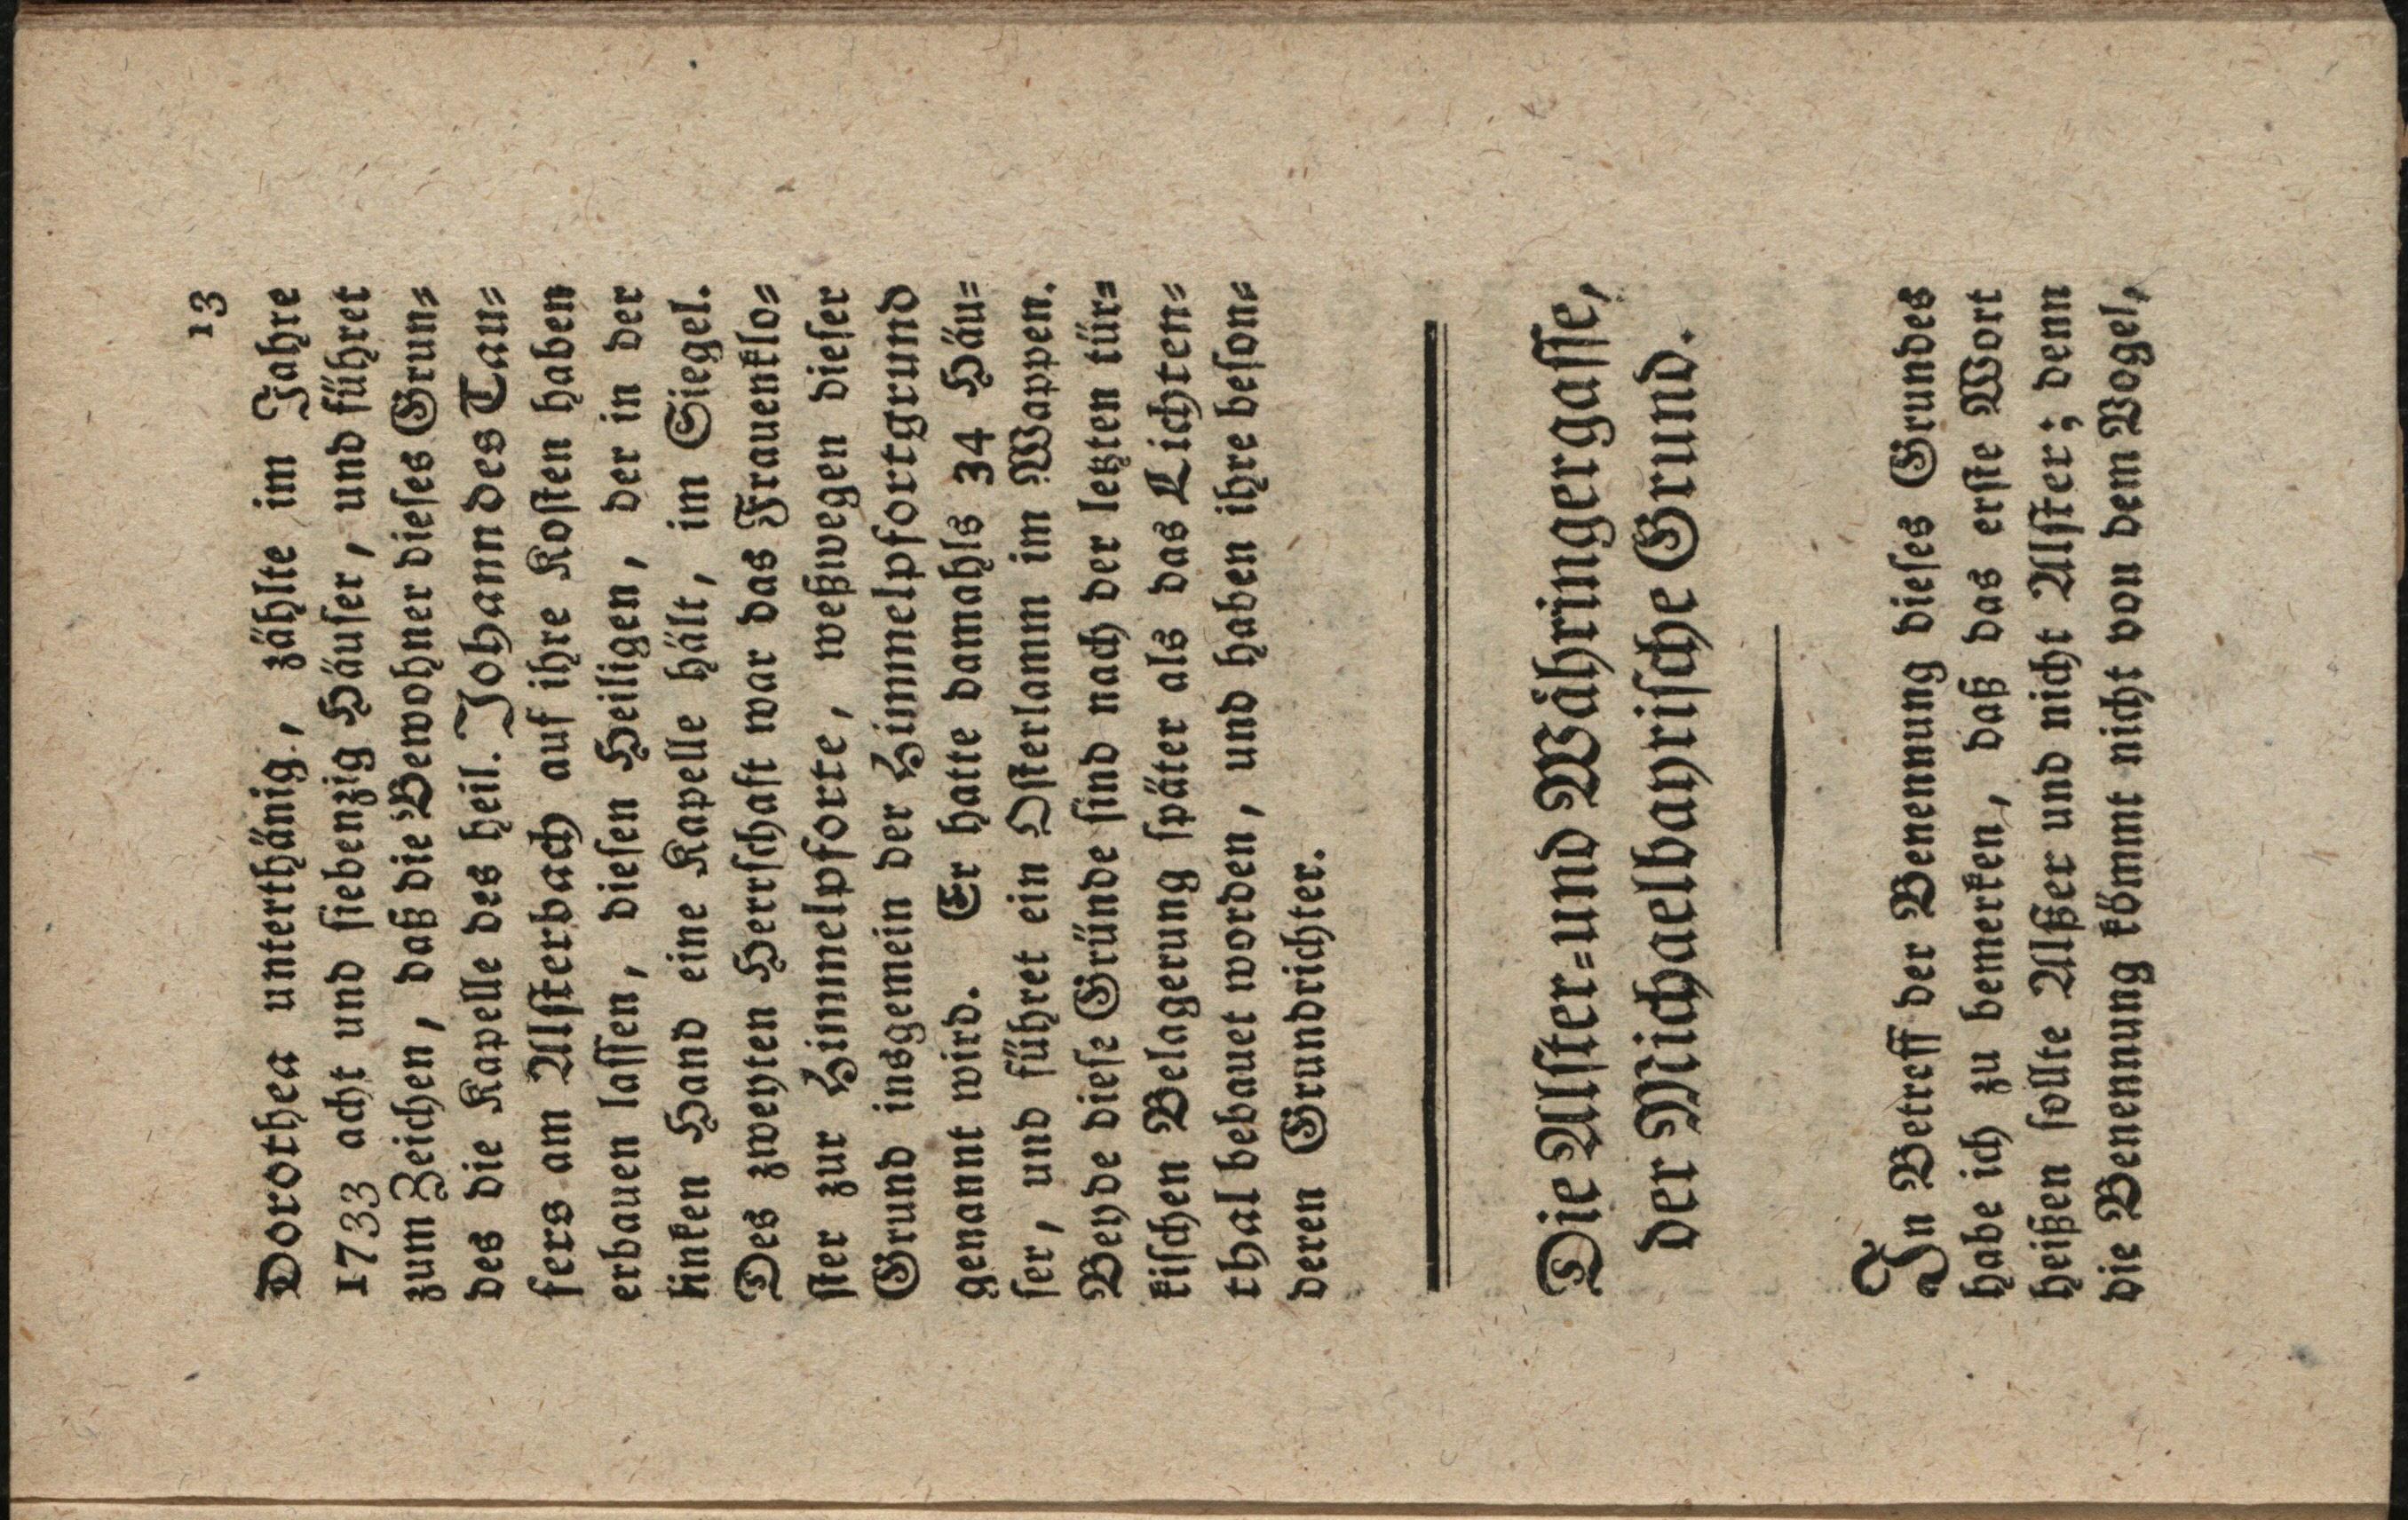 13
Dorothea unterthänig, zählte im Jahre
1733 acht und siebenzig Häuser, und führet
zum Zeichen, daß die Bewohner dieses Grun=
des die Kapelle des heil. Johann des Tau=
fers am Alsterbach auf ihre Kosten haben
erbauen lassen, diesen Heiligen, der in der
linken Hand eine Kapelle hält, im Siegel.
Des zweyten Herrschaft war das Frauenklo=
ster zur Himmelpforte, weßwegen dieser
Grund insgemein der Himmelpfortgrund
genannt wird. Er hatte damahls 34 Häu=
ser, und führet ein Osterlamm im Wappen.
Beyde diese Gründe sind nach der letzten tür=
kischen Belagerung später als das Lichten=
thal bebauet worden, und haben ihre beson=
deren Grundrichter.
Die Alster=und Währingergasse,
der Michaelbayrische Grund.
In Betreff der Benennung dieses Grundes
habe ich zu bemerken, daß das erste Wort
heißen sollte Alßer und nicht Alster; denn
die Benennung kömmt nicht von dem Vogel,